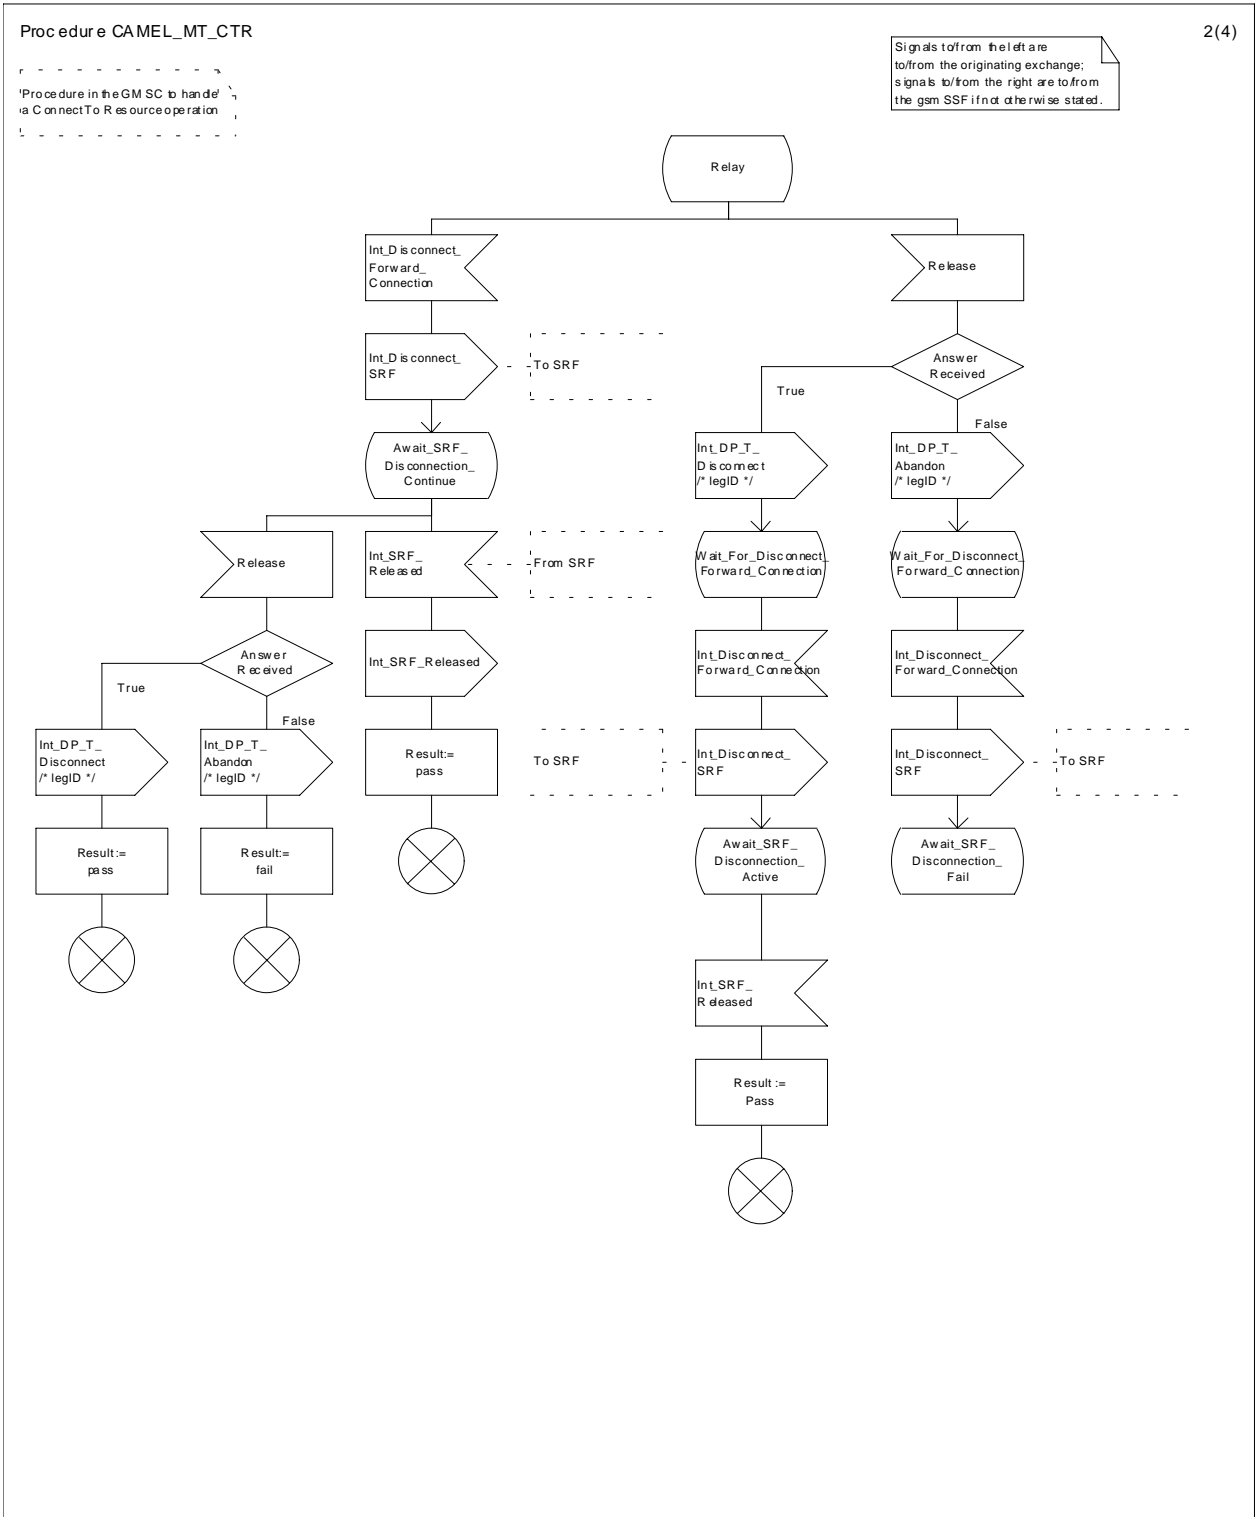 Procedure CAMEL_MT_CTR
2(4)
Procedure in the GMSC to handle
a ConnectToResource operation
Signals to/from the left are
to/from the originating exchange;
signals to/from the right are to/from
the gsmSSF if not otherwise stated.
Relay
Int_Disconnect_
Forward_
Connection
Release
Int_Disconnect_
SRF
To SRF
Answer
Received
True
False
Await_SRF_
Disconnection_
Continue
Int_DP_T_
Disconnect
/* legID */
Int_DP_T_
Abandon
/* legID */
Release
Int_SRF_
Released
From SRF
Wait_For_Disconnect_
Forward_Connection
Wait_For_Disconnect_
Forward_Connection
Answer
Received
True
False
Int_SRF_Released
Int_Disconnect_
Forward_Connection
Int_Disconnect_
Forward_Connection
Int_DP_T_
Disconnect
/* legID */
Int_DP_T_
Abandon
/* legID */
Result:=
pass
To SRF
Int_Disconnect_
SRF
Int_Disconnect_
SRF
To SRF
Result:=
pass
Result:=
fail
Await_SRF_
Disconnection_
Active
Await_SRF_
Disconnection_
Fail
Int_SRF_
Released
Result:=
Pass